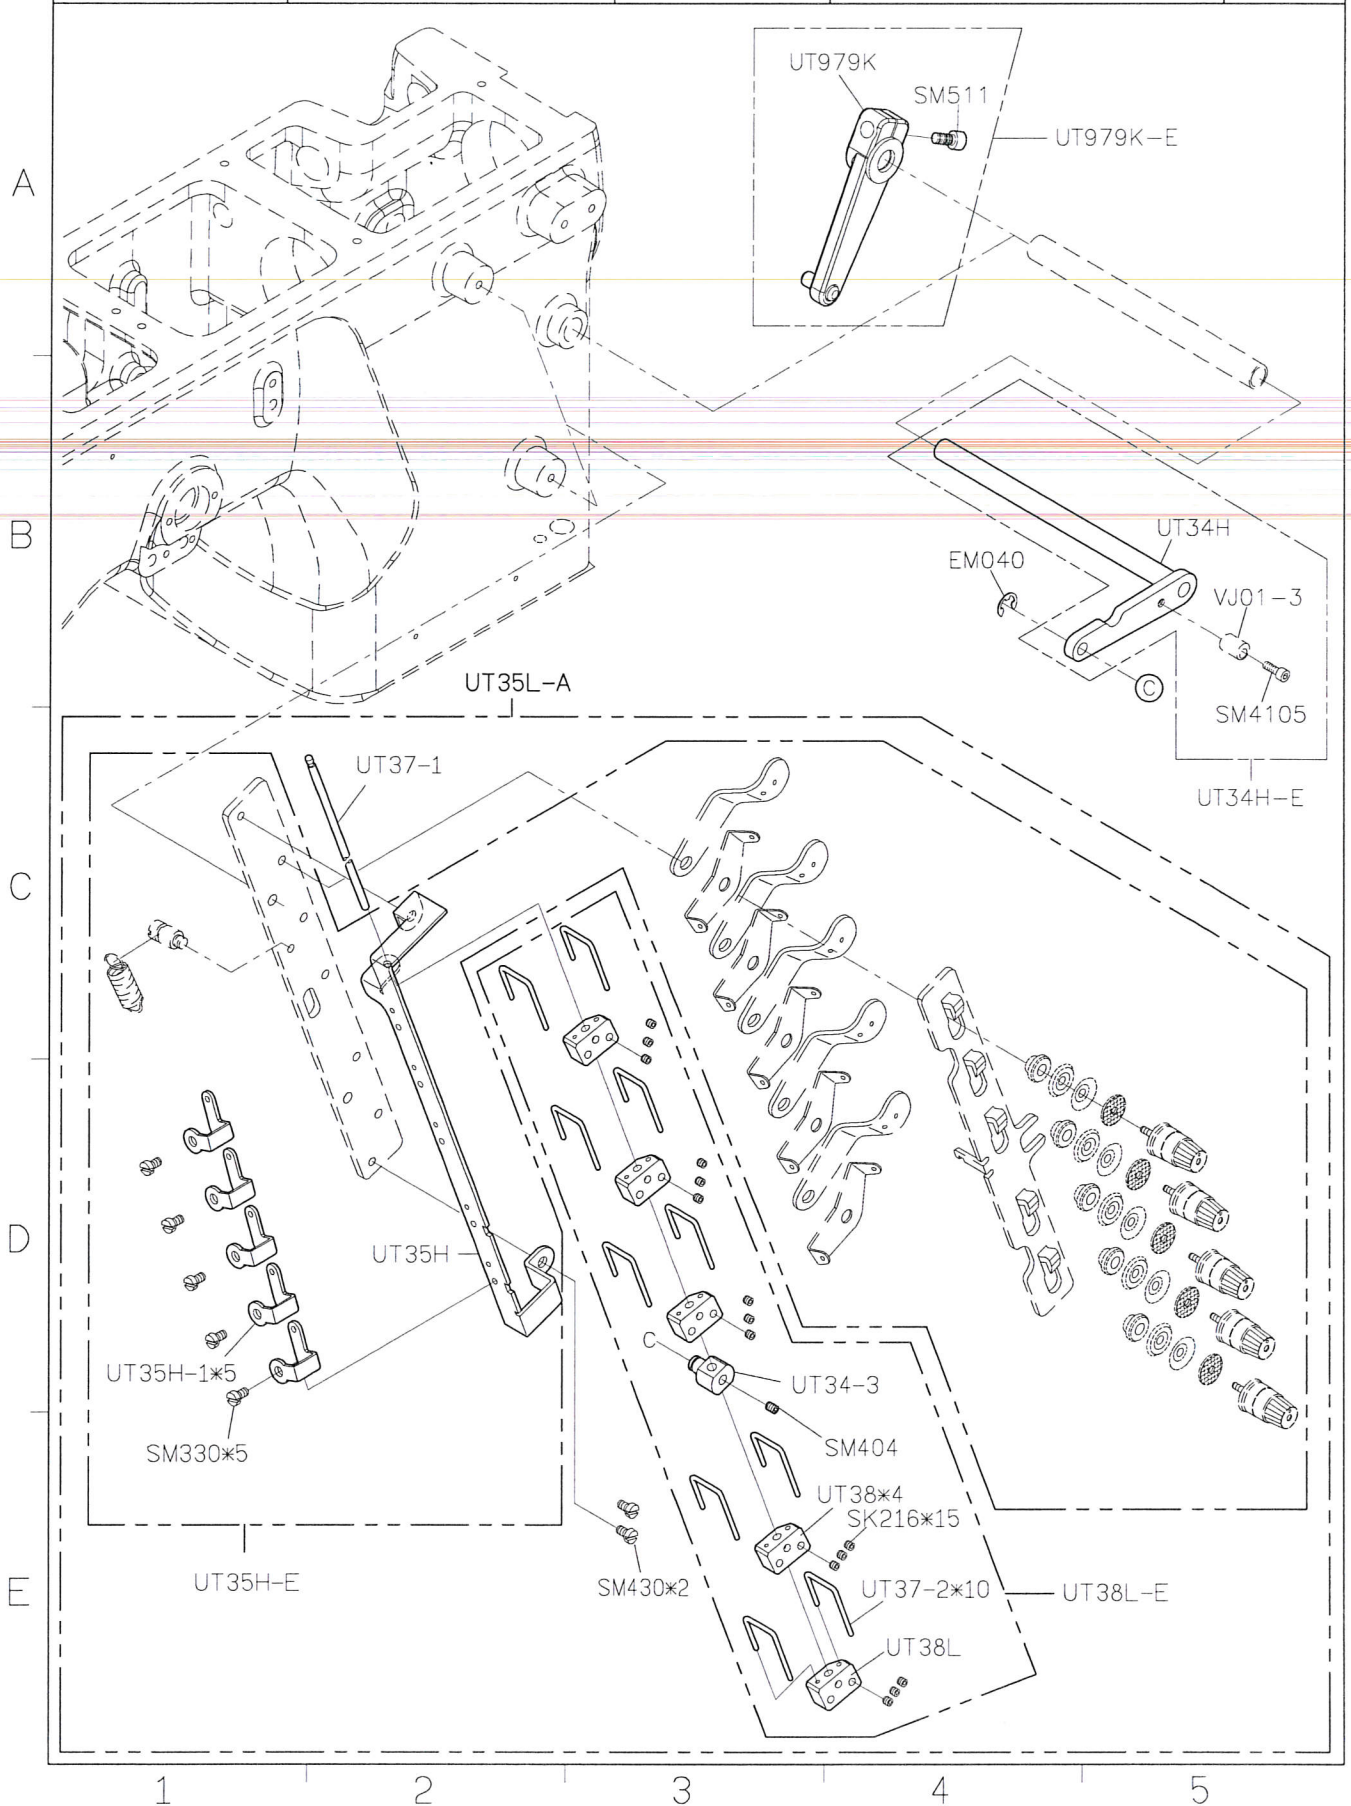 UT979K
SM511
UT979K-E
A
UT34H
EM040
VJ01-3
B
C
SM4105
UT34H-E
UT35L-A
UT37-1
C
D
UT35H
C
UT34-3
UT35H-1*5
SM404
SM330*5
UT38*4
SK216*15
UT35H-E
SM430*2
UT37-2*10
UT38L-E
E
UT38L
1 2 3 4 5